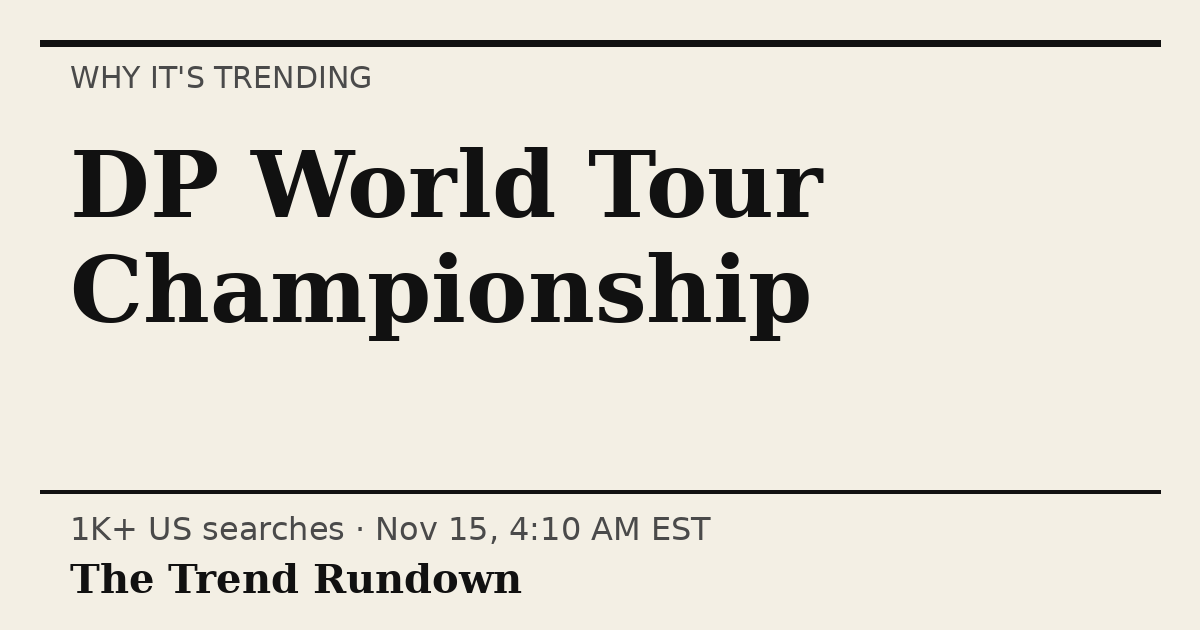 WHY IT'S TRENDING
DP World Tour
Championship
1K+ US searches · Nov 15, 4:10 AM EST
The Trend Rundown